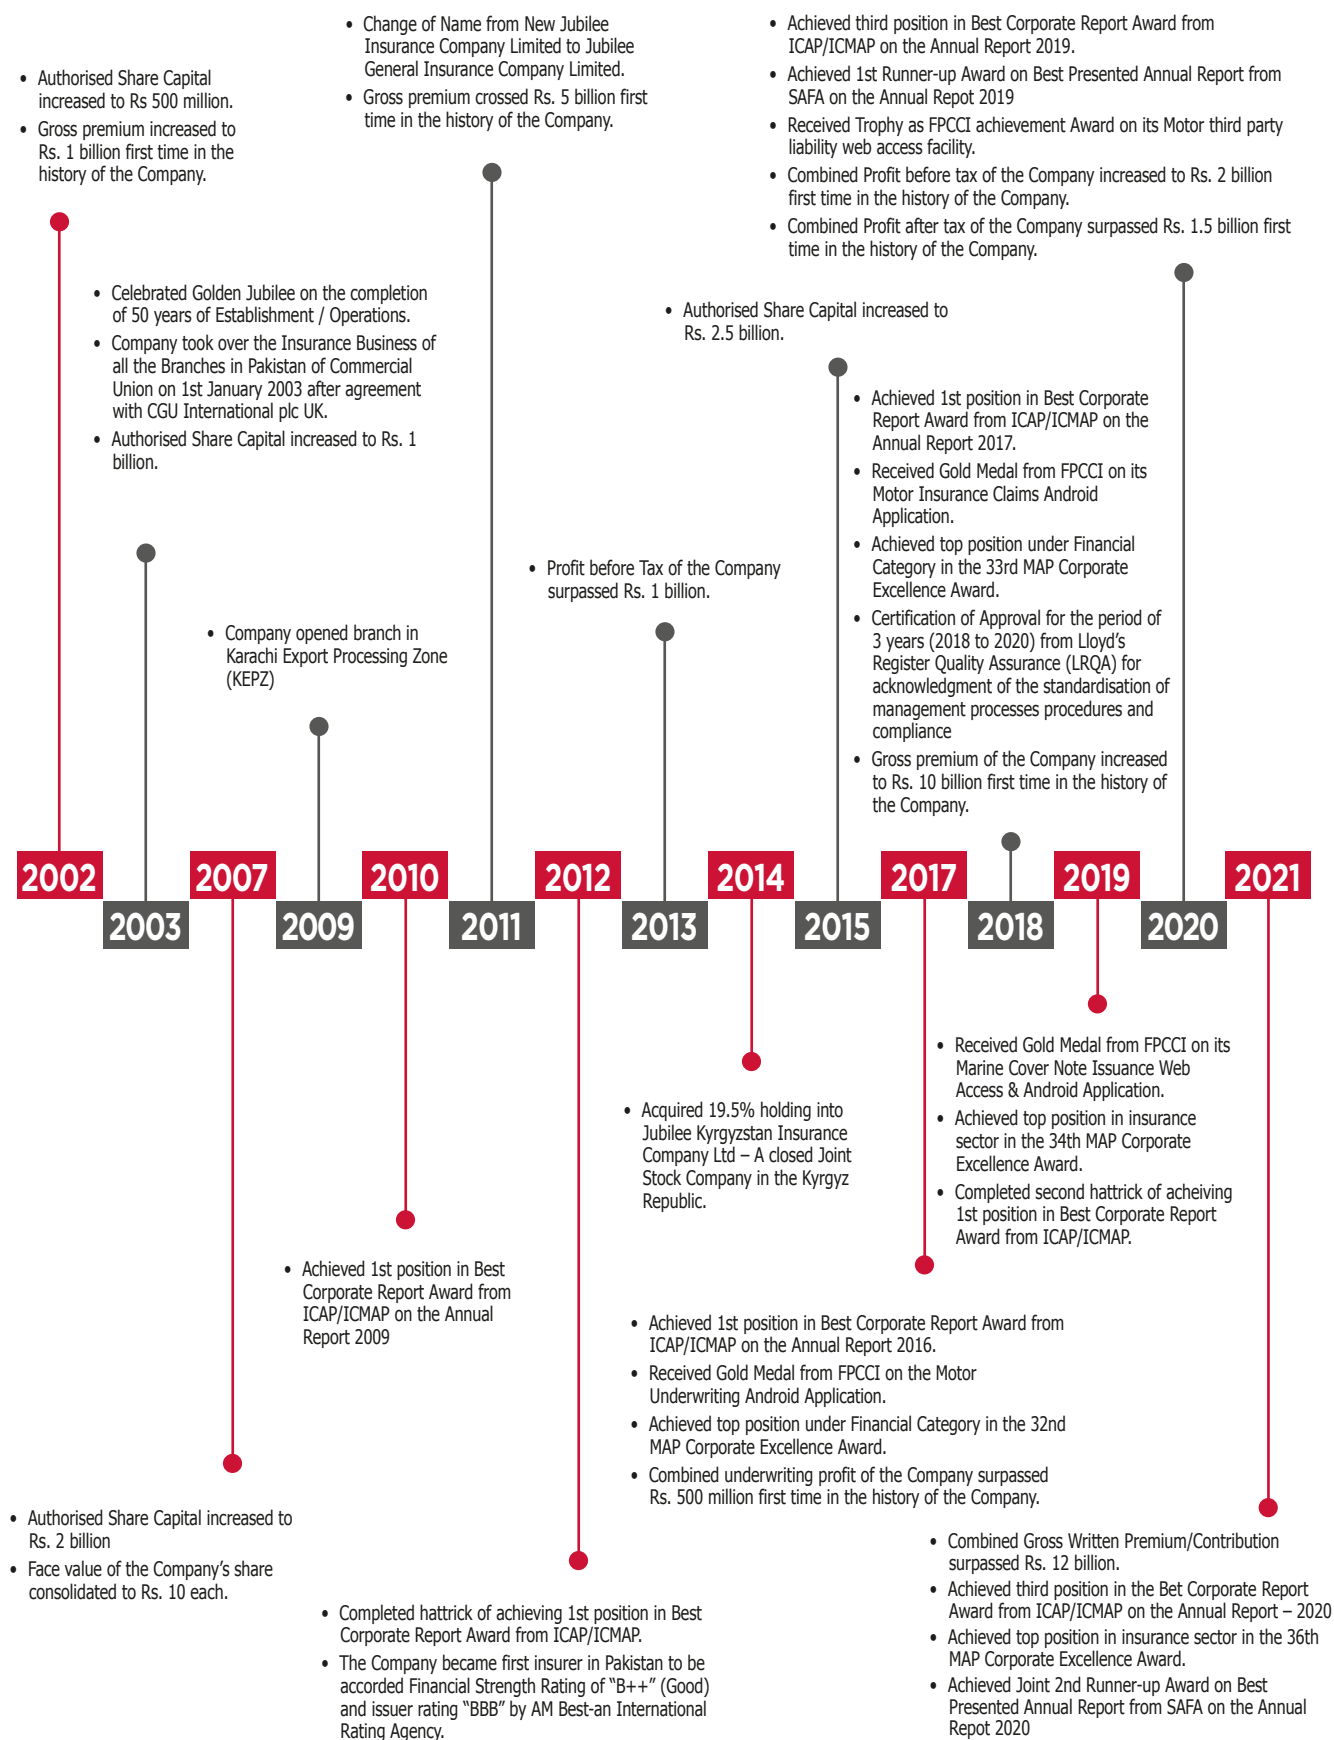 • Authorised Share Capital
increased to Rs 500 million.
• Gross premium increased to
Rs. 1 billion first time in the
history of the Company.
• Celebrated Golden Jubilee on the completion
of 50 years of Establishment / Operations.
• Company took over the Insurance Business of
all the Branches in Pakistan of Commercial
Union on 1st January 2003 after agreement
with CGU International plc UK.
• Authorised Share Capital increased to Rs. 1
billion.
• Company opened branch in
Karachi Export Processing Zone
(KEPZ)
• Change of Name from New Jubilee
Insurance Company Limited to Jubilee
General Insurance Company Limited.
• Gross premium crossed Rs. 5 billion first
time in the history of the Company.
• Profit before Tax of the Company
surpassed Rs. 1 billion.
• Authorised Share Capital increased to
Rs. 2.5 billion.
• Achieved 1st position in Best Corporate
Report Award from ICAP/ICMAP on the
Annual Report 2017.
• Received Gold Medal from FPCCI on its
Motor Insurance Claims Android
Application.
• Achieved top position under Financial
Category in the 33rd MAP Corporate
Excellence Award.
• Certification of Approval for the period of
3 years (2018 to 2020) from Lloyd’s
Register Quality Assurance (LRQA) for
acknowledgment of the standardisation of
management processes procedures and
compliance
• Gross premium of the Company increased
to Rs. 10 billion first time in the history of
the Company.
• Achieved third position in Best Corporate Report Award from
ICAP/ICMAP on the Annual Report 2019.
• Achieved 1st Runner-up Award on Best Presented Annual Report from
SAFA on the Annual Repot 2019
• Received Trophy as FPCCI achievement Award on its Motor third party
liability web access facility.
• Combined Profit before tax of the Company increased to Rs. 2 billion
first time in the history of the Company.
• Combined Profit after tax of the Company surpassed Rs. 1.5 billion first
time in the history of the Company.
2002
2003
2007
2009
2010
2011
2012
2013
2014
2015
2017
2018
2019
2020
2021
• Authorised Share Capital increased to
Rs. 2 billion
• Face value of the Company’s share
consolidated to Rs. 10 each.
• Achieved 1st position in Best
Corporate Report Award from
ICAP/ICMAP on the Annual
Report 2009
• Completed hattrick of achieving 1st position in Best
Corporate Report Award from ICAP/ICMAP.
• The Company became first insurer in Pakistan to be
accorded Financial Strength Rating of “B++” (Good)
and issuer rating “BBB” by AM Best-an International
Rating Agency.
• Acquired 19.5% holding into
Jubilee Kyrgyzstan Insurance
Company Ltd – A closed Joint
Stock Company in the Kyrgyz
Republic.
• Achieved 1st position in Best Corporate Report Award from
ICAP/ICMAP on the Annual Report 2016.
• Received Gold Medal from FPCCI on the Motor
Underwriting Android Application.
• Achieved top position under Financial Category in the 32nd
MAP Corporate Excellence Award.
• Combined underwriting profit of the Company surpassed
Rs. 500 million first time in the history of the Company.
• Received Gold Medal from FPCCI on its
Marine Cover Note Issuance Web
Access & Android Application.
• Achieved top position in insurance
sector in the 34th MAP Corporate
Excellence Award.
• Completed second hattrick of acheiving
1st position in Best Corporate Report
Award from ICAP/ICMAP.
• Combined Gross Written Premium/Contribution
surpassed Rs. 12 billion.
• Achieved third position in the Bet Corporate Report
Award from ICAP/ICMAP on the Annual Report – 2020
• Achieved top position in insurance sector in the 36th
MAP Corporate Excellence Award.
• Achieved Joint 2nd Runner-up Award on Best
Presented Annual Report from SAFA on the Annual
Repot 2020